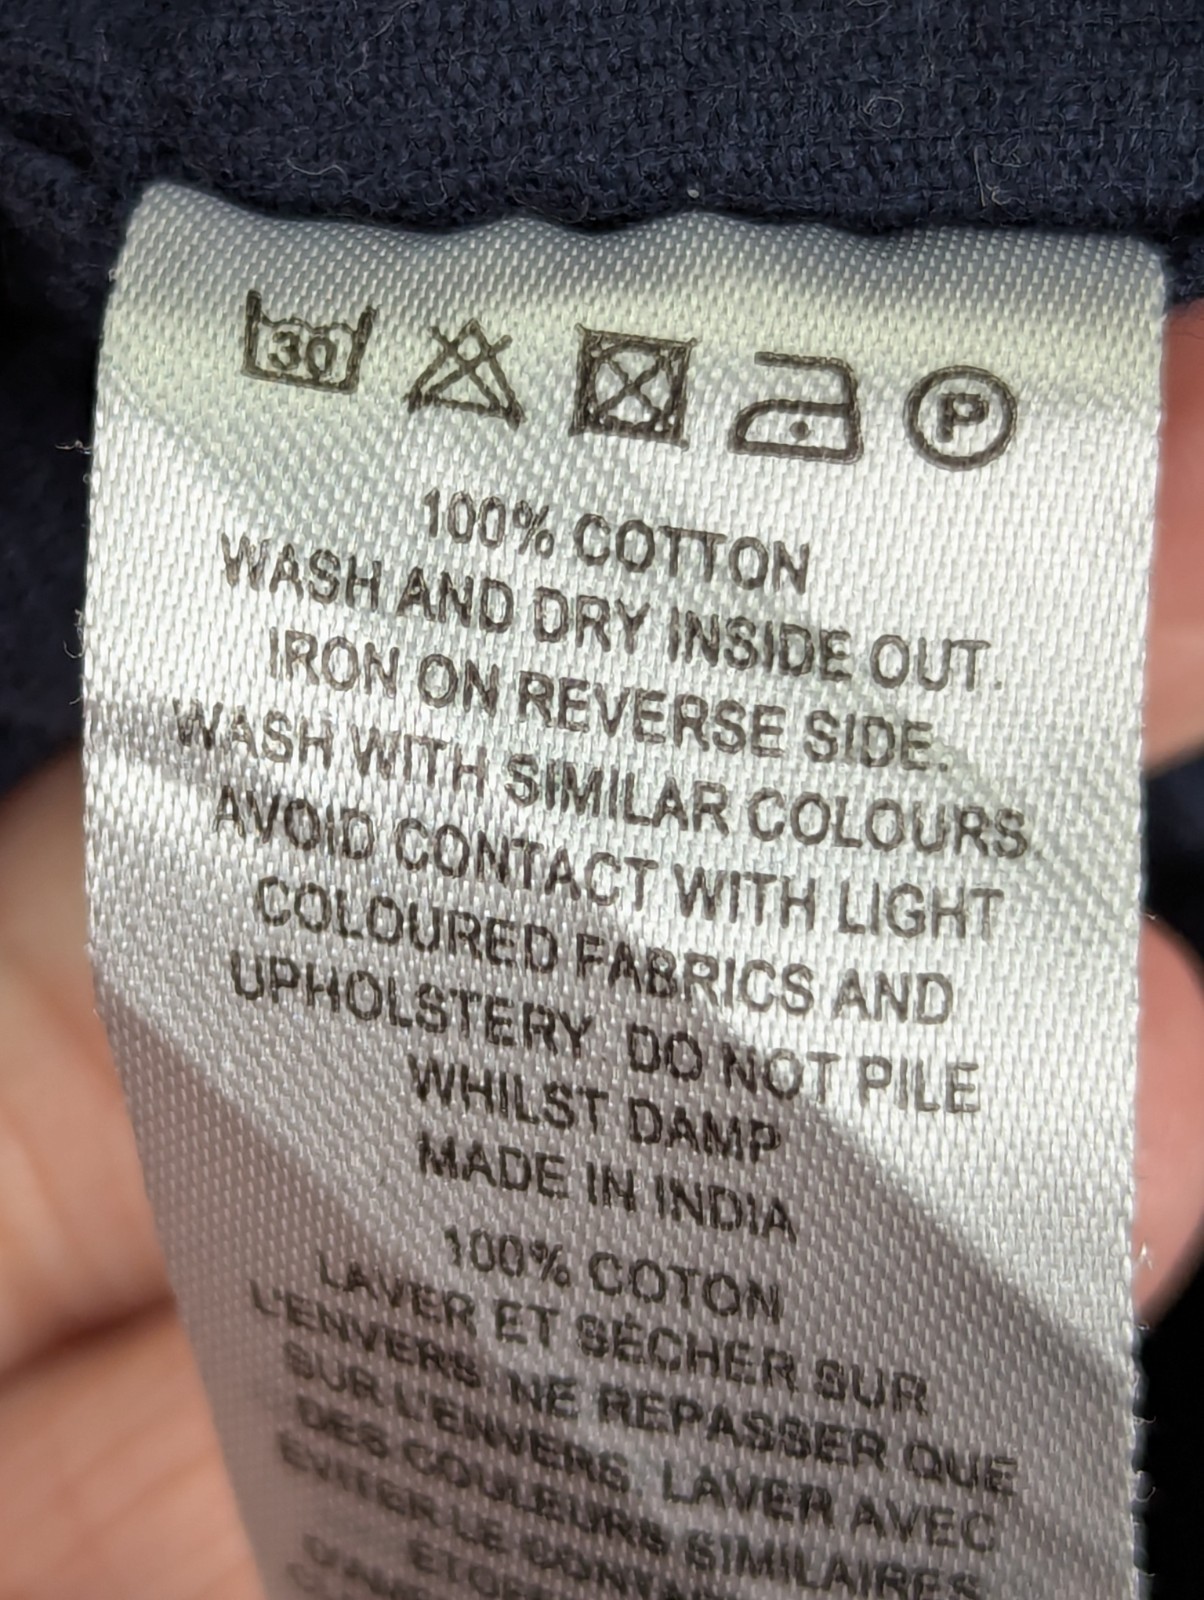 30
P
100% COTTON
WASH AND DRY INSIDE OUT.
IRON ON REVERSE SIDE.
WASH WITH SIMILAR COLOURS
AVOID CONTACT WITH LIGHT
COLOURED FABRICS AND
UPHOLSTERY. DO NOT PILE
WHILST DAMP
MADE IN INDIA
100% COTON
LAVER ET SÉCHER SUR
L'ENVERS. NE REPASSER QUE
SUR L'ENVERS. LAVER AVEC
DES COULEURS SIMILAIRES
EVITER LE